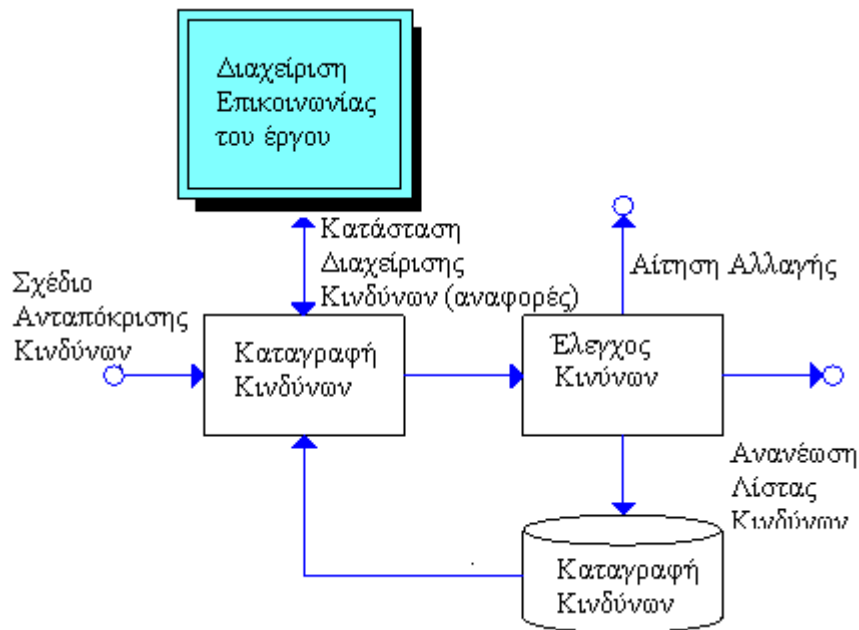 Διαχείριση
Επικοινωνίας
του έργου
Κατάσταση
Διαχείρισης
Κινδύνων (αναφορές)
Αίτηση Αλλαγής
Σχέδιο
Ανταπόκρισης
Κινδύνων
Καταγραφή
Κινδύνων
Έλεγχος
Κινύνων
Ανανέωση
Λίστας
Κινδύνων
Καταγραφή
Κινδύνων